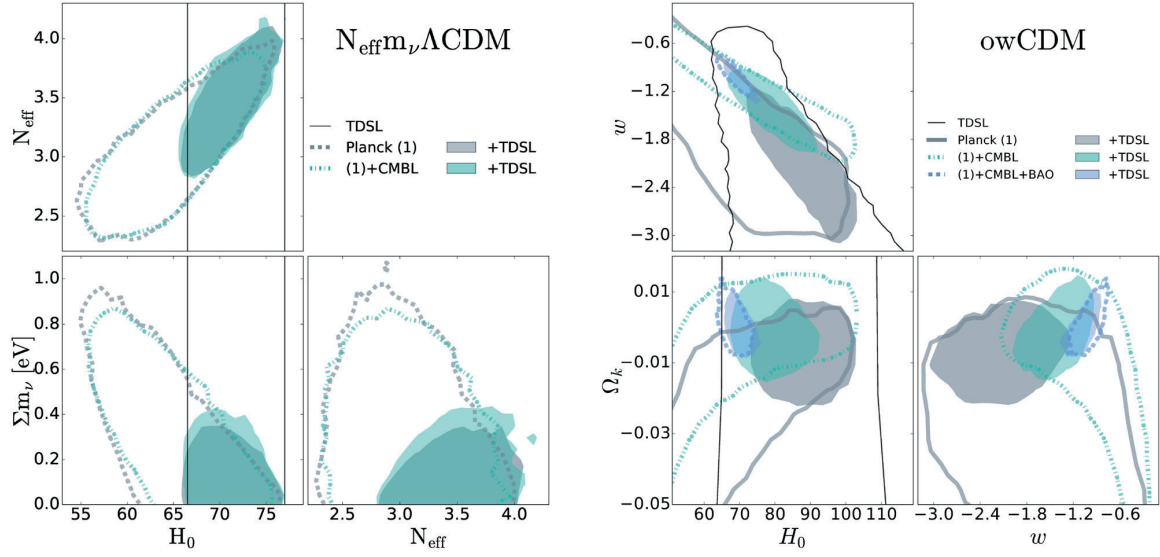 N_eff m_ν ΛCDM
4.0
3.5
3.0
2.5
N_eff
TDSL
Planck (1)
+TDSL
(1)+CMBL
+TDSL
1.0
0.8
0.6
0.4
0.2
0.0
Σm_ν [eV]
55
60
65
70
75
H_0
2.5
3.0
3.5
4.0
N_eff
owCDM
−0.6
−1.2
−1.8
−2.4
−3.0
w
TDSL
Planck (1)
+TDSL
(1)+CMBL
+TDSL
(1)+CMBL+BAO
+TDSL
0.01
−0.01
−0.03
−0.05
Ω_k
60
70
80
90
100
110
H_0
−3.0
−2.4
−1.8
−1.2
−0.6
w